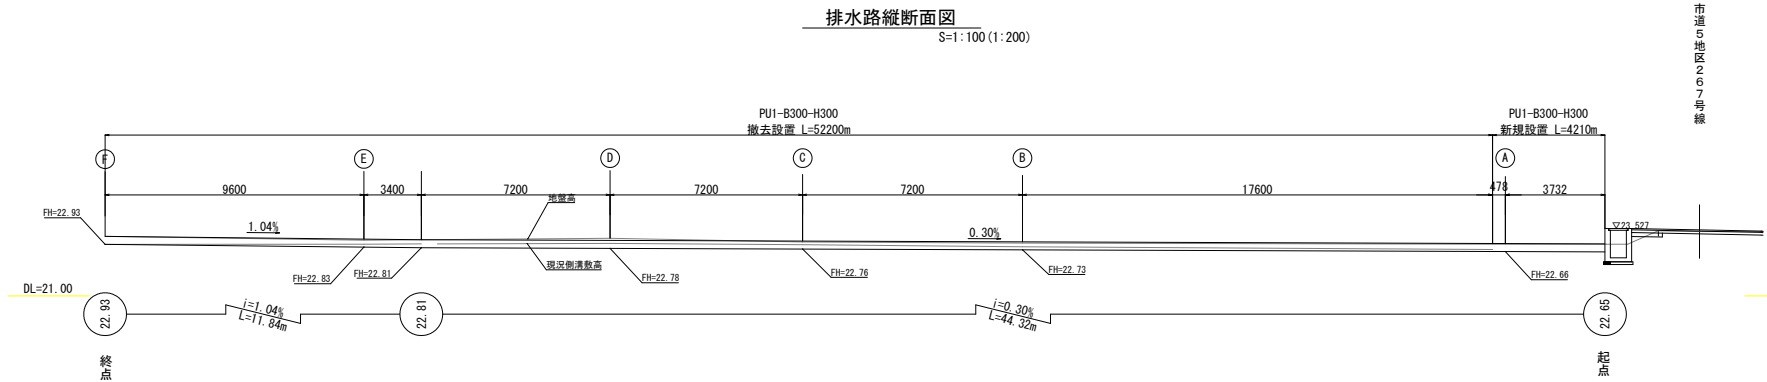 排水路縦断面図
S=1:100(1:200)
市道5地区267号線
PU1-B300-H300
撤去設置 L=52200m
PU1-B300-H300
新規設置 L=4210m
F
E
D
C
B
A
9600
3400
7200
7200
7200
17600
478
3732
FH=22.93
1.04%
地盤高
0.30%
▽23.527
FH=22.83
FH=22.81
現況側溝敷高
FH=22.78
FH=22.76
FH=22.73
FH=22.66
DL=21.00
22.93
i=1.04%
L=11.84m
22.81
i=0.30%
L=44.32m
22.65
終点
起点